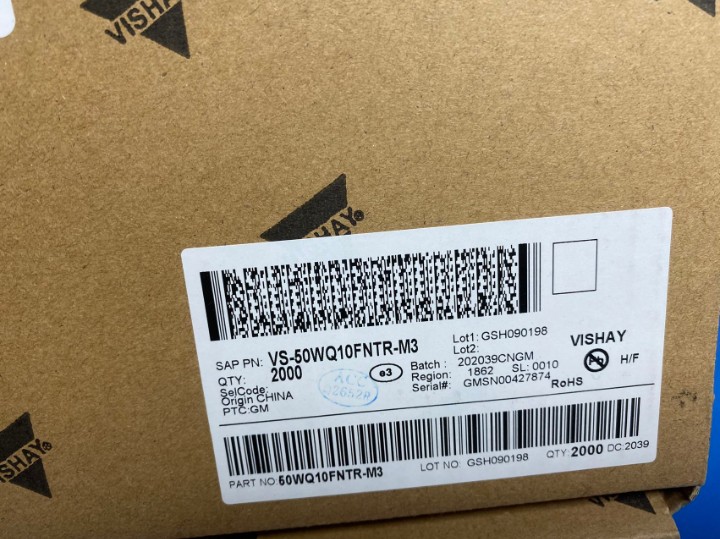 VISHAY
VISHAY®
VISHAY
SAP PN: VS-50WQ10FNTR-M3
QTY: 2000
SelCode:
Origin CHINA
PTC:GM
ACC
e3
Lot1: GSH090198
Lot2:
Batch : 202039CNGM
Region: 1862 SL: 0010
Serial#: GMSN00427874
VISHAY
Pb
H/F
RoHS
PART NO: 50WQ10FNTR-M3 LOT NO: GSH090198 QTY: 2000 DC:2039